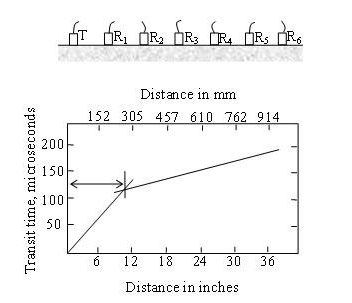 T R1 R2 R3 R4 R5 R6
Distance in mm
152 305 457 610 762 914
Transit time, microseconds
200
150
100
50
6 12 18 24 30 36
Distance in inches